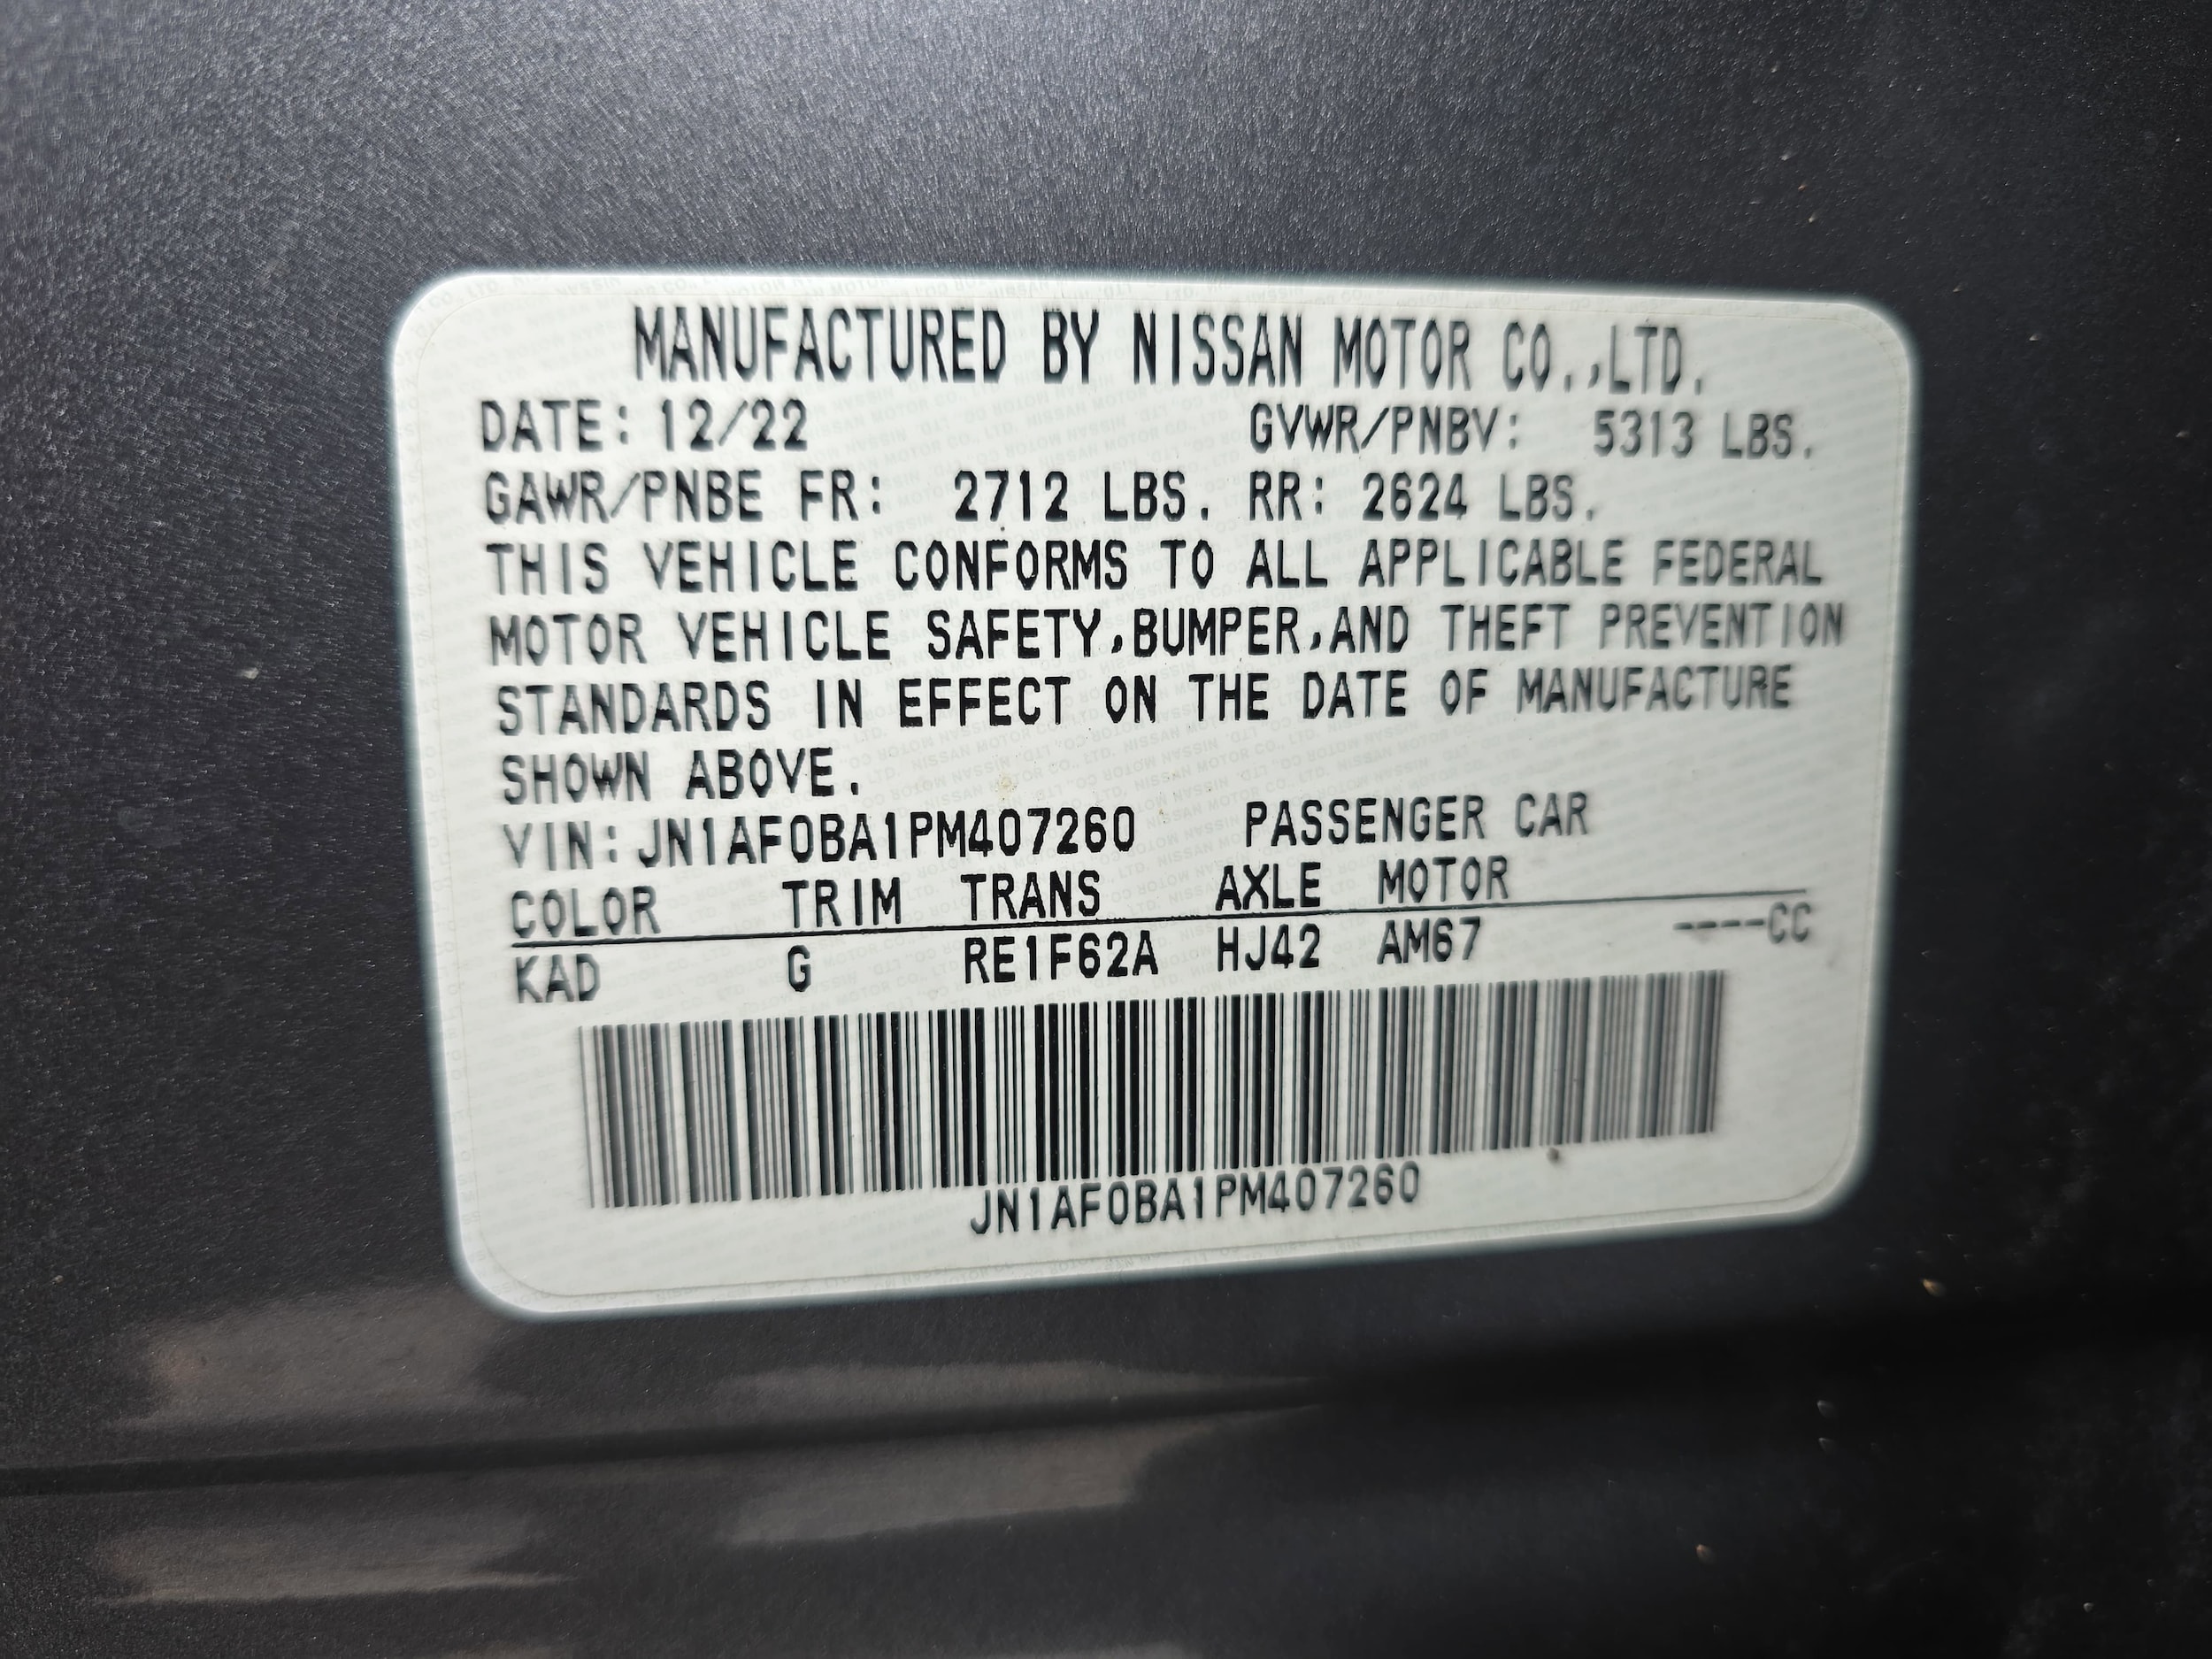 MANUFACTURED BY NISSAN MOTOR CO.,LTD.
DATE: 12/22 GVWR/PNBV: 5313 LBS.
GAWR/PNBE FR: 2712 LBS. RR: 2624 LBS.
THIS VEHICLE CONFORMS TO ALL APPLICABLE FEDERAL
MOTOR VEHICLE SAFETY,BUMPER,AND THEFT PREVENTION
STANDARDS IN EFFECT ON THE DATE OF MANUFACTURE
SHOWN ABOVE.
VIN:JN1AF0BA1PM407260 PASSENGER CAR
COLOR TRIM TRANS AXLE MOTOR
KAD G RE1F62A HJ42 AM67 ----CC
JN1AF0BA1PM407260